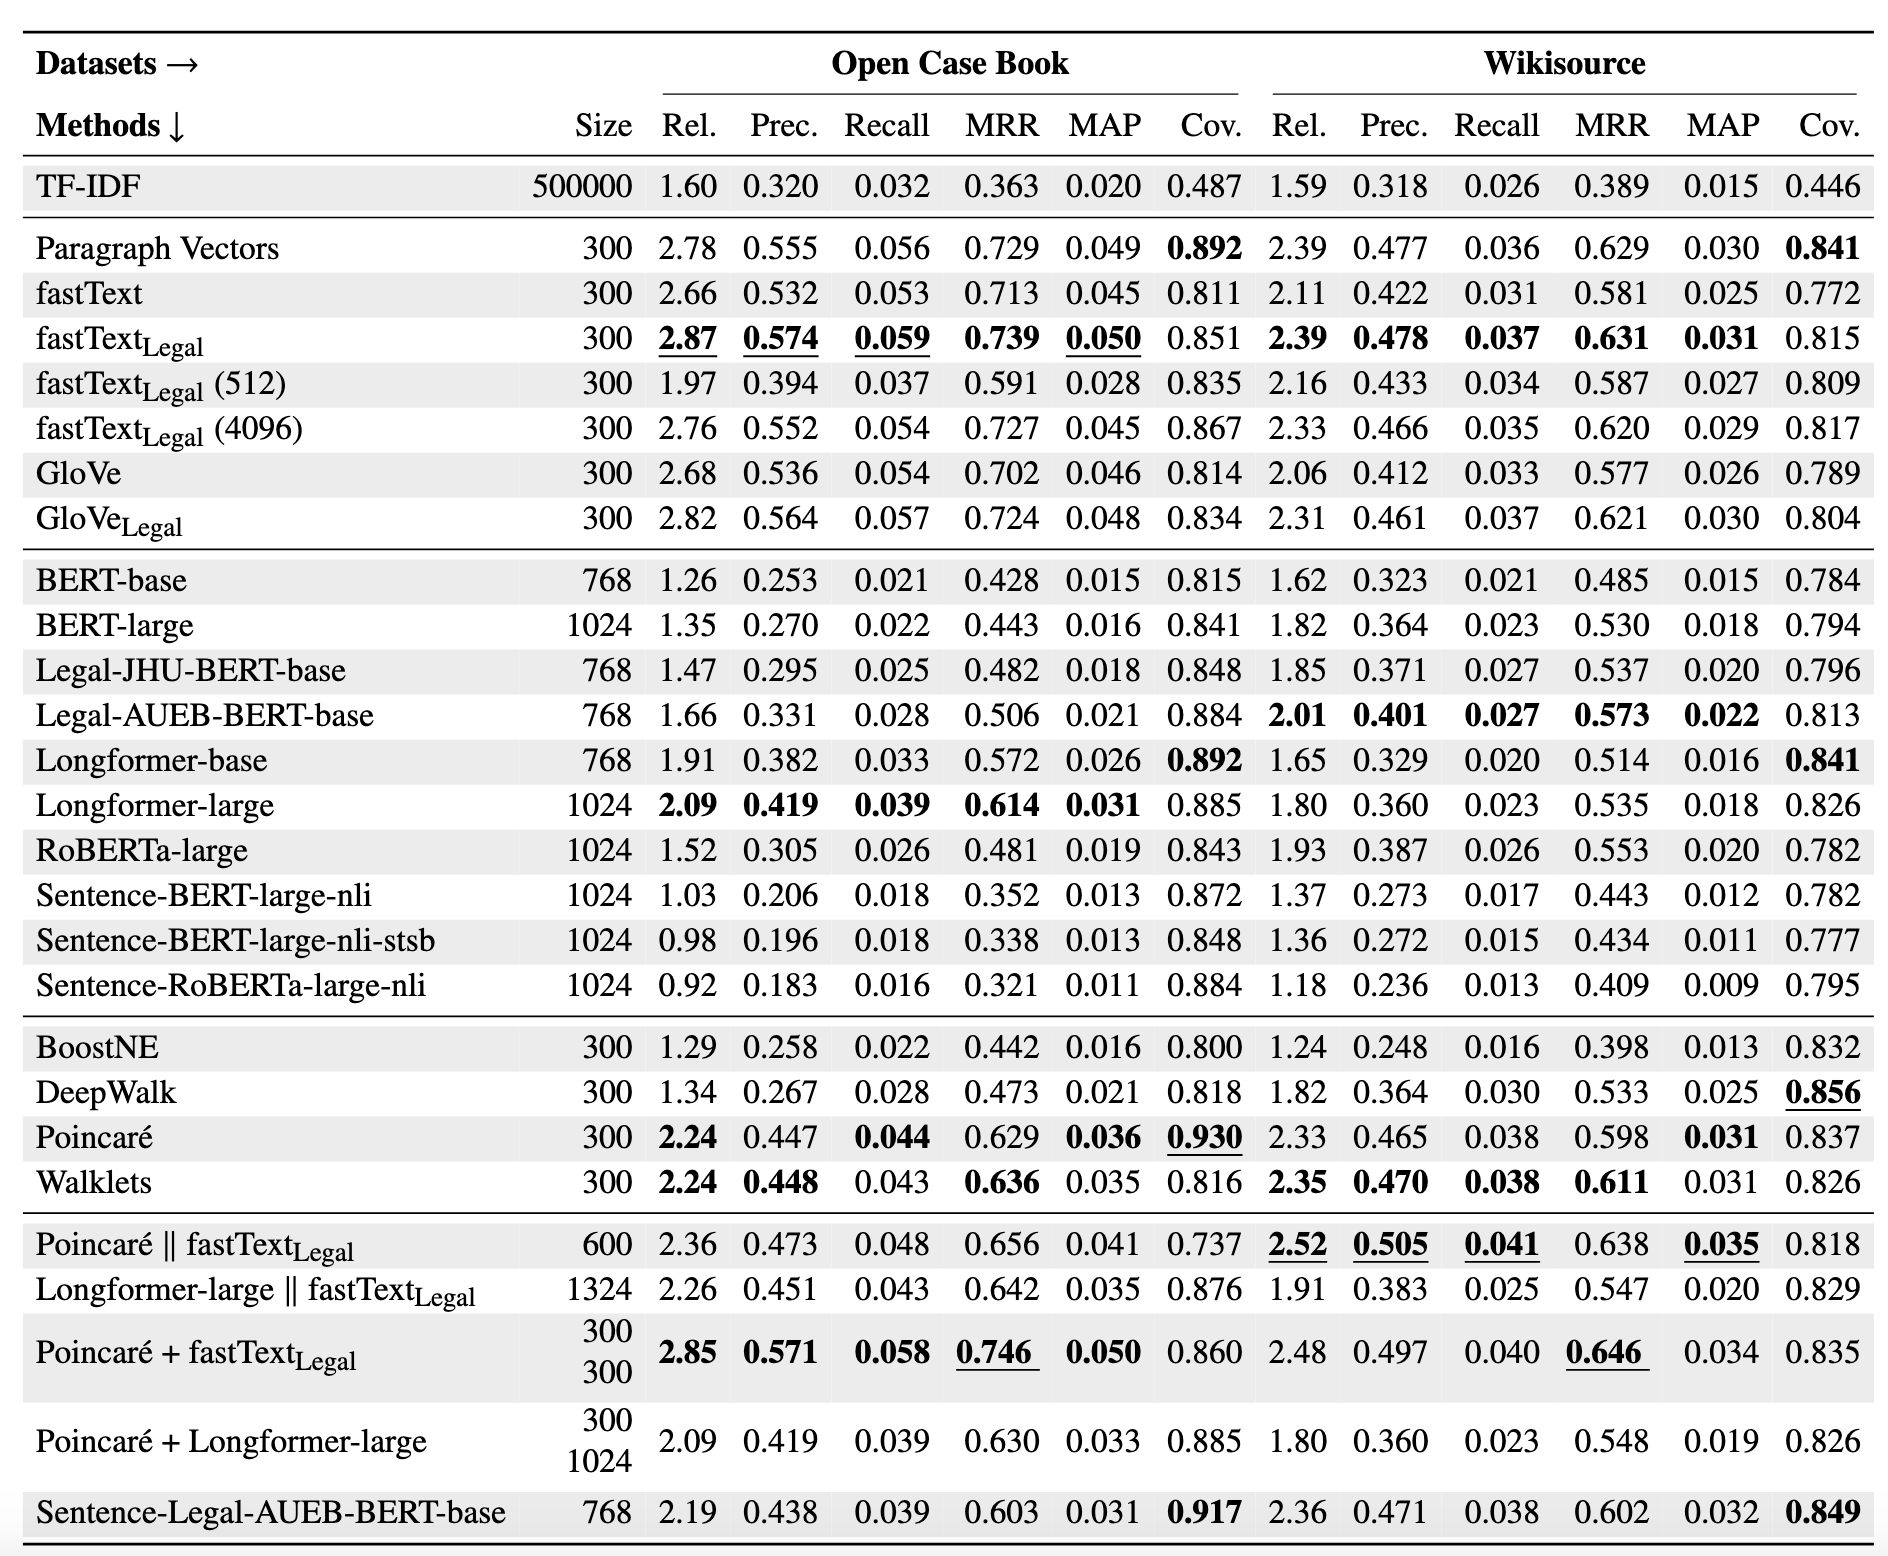 Datasets → Open Case Book Wikisource
Methods ↓ Size Rel. Prec. Recall MRR MAP Cov. Rel. Prec. Recall MRR MAP Cov.
TF-IDF 500000 1.60 0.320 0.032 0.363 0.020 0.487 1.59 0.318 0.026 0.389 0.015 0.446
Paragraph Vectors 300 2.78 0.555 0.056 0.729 0.049 0.892 2.39 0.477 0.036 0.629 0.030 0.841
fastText 300 2.66 0.532 0.053 0.713 0.045 0.811 2.11 0.422 0.031 0.581 0.025 0.772
fastTextLegal 300 2.87 0.574 0.059 0.739 0.050 0.851 2.39 0.478 0.037 0.631 0.031 0.815
fastTextLegal (512) 300 1.97 0.394 0.037 0.591 0.028 0.835 2.16 0.433 0.034 0.587 0.027 0.809
fastTextLegal (4096) 300 2.76 0.552 0.054 0.727 0.045 0.867 2.33 0.466 0.035 0.620 0.029 0.817
GloVe 300 2.68 0.536 0.054 0.702 0.046 0.814 2.06 0.412 0.033 0.577 0.026 0.789
GloVeLegal 300 2.82 0.564 0.057 0.724 0.048 0.834 2.31 0.461 0.037 0.621 0.030 0.804
BERT-base 768 1.26 0.253 0.021 0.428 0.015 0.815 1.62 0.323 0.021 0.485 0.015 0.784
BERT-large 1024 1.35 0.270 0.022 0.443 0.016 0.841 1.82 0.364 0.023 0.530 0.018 0.794
Legal-JHU-BERT-base 768 1.47 0.295 0.025 0.482 0.018 0.848 1.85 0.371 0.027 0.537 0.020 0.796
Legal-AUEB-BERT-base 768 1.66 0.331 0.028 0.506 0.021 0.884 2.01 0.401 0.027 0.573 0.022 0.813
Longformer-base 768 1.91 0.382 0.033 0.572 0.026 0.892 1.65 0.329 0.020 0.514 0.016 0.841
Longformer-large 1024 2.09 0.419 0.039 0.614 0.031 0.885 1.80 0.360 0.023 0.535 0.018 0.826
RoBERTa-large 1024 1.52 0.305 0.026 0.481 0.019 0.843 1.93 0.387 0.026 0.553 0.020 0.782
Sentence-BERT-large-nli 1024 1.03 0.206 0.018 0.352 0.013 0.872 1.37 0.273 0.017 0.443 0.012 0.782
Sentence-BERT-large-nli-stsb 1024 0.98 0.196 0.018 0.338 0.013 0.848 1.36 0.272 0.015 0.434 0.011 0.777
Sentence-RoBERTa-large-nli 1024 0.92 0.183 0.016 0.321 0.011 0.884 1.18 0.236 0.013 0.409 0.009 0.795
BoostNE 300 1.29 0.258 0.022 0.442 0.016 0.800 1.24 0.248 0.016 0.398 0.013 0.832
DeepWalk 300 1.34 0.267 0.028 0.473 0.021 0.818 1.82 0.364 0.030 0.533 0.025 0.856
Poincaré 300 2.24 0.447 0.044 0.629 0.036 0.930 2.33 0.465 0.038 0.598 0.031 0.837
Walklets 300 2.24 0.448 0.043 0.636 0.035 0.816 2.35 0.470 0.038 0.611 0.031 0.826
Poincaré || fastTextLegal 600 2.36 0.473 0.048 0.656 0.041 0.737 2.52 0.505 0.041 0.638 0.035 0.818
Longformer-large || fastTextLegal 1324 2.26 0.451 0.043 0.642 0.035 0.876 1.91 0.383 0.025 0.547 0.020 0.829
300
Poincaré + fastTextLegal 2.85 0.571 0.058 0.746 0.050 0.860 2.48 0.497 0.040 0.646 0.034 0.835
300
300
Poincaré + Longformer-large 2.09 0.419 0.039 0.630 0.033 0.885 1.80 0.360 0.023 0.548 0.019 0.826
1024
Sentence-Legal-AUEB-BERT-base 768 2.19 0.438 0.039 0.603 0.031 0.917 2.36 0.471 0.038 0.602 0.032 0.849